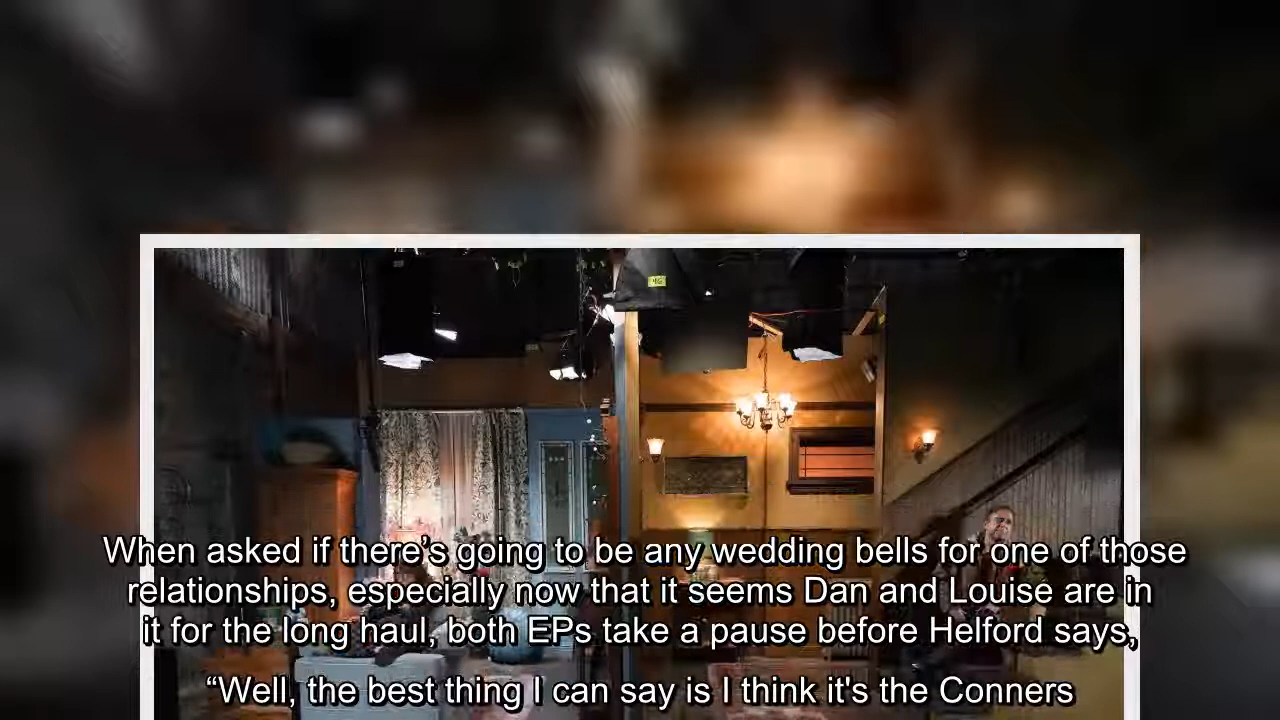 When asked if there’s going to be any wedding bells for one of those
relationships, especially now that it seems Dan and Louise are in
it for the long haul, both EPs take a pause before Helford says,
“Well, the best thing I can say is I think it's the Conners